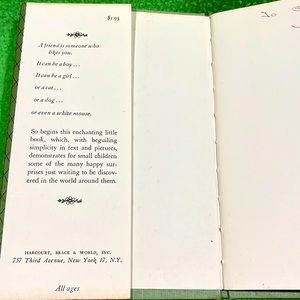 $1.95
A friend is someone who
likes you.
It can be a boy . . .
It can be a girl . . .
or a cat . . .
or a dog . . .
or even a white mouse.
So begins this enchanting little
book, which, with beguiling
simplicity in text and pictures,
demonstrates for small children
some of the many happy sur-
prises just waiting to be discov-
ered in the world around them.
HARCOURT, BRACE & WORLD, INC.
757 Third Avenue, New York 17, N.Y.
All ages
To